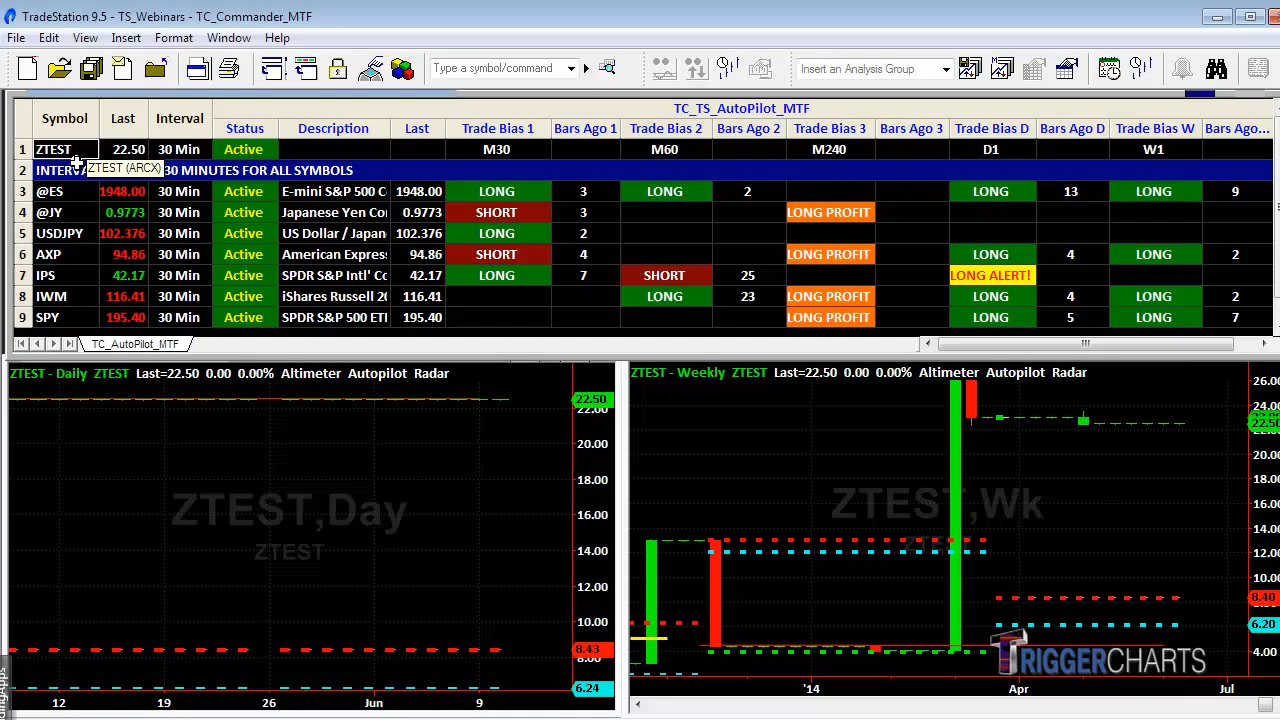 TradeStation 9.5 - TS_Webinars - TC_Commander_MTF
File Edit View Insert Format Window Help
Type a symbol/command Insert an Analysis Group
TC_TS_AutoPilot_MTF
Symbol Last Interval Status Description Last Trade Bias 1 Bars Ago 1 Trade Bias 2 Bars Ago 2 Trade Bias 3 Bars Ago 3 Trade Bias D Bars Ago D Trade Bias W Bars Ago...
1 ZTEST 22.50 30 Min Active M30 M60 M240 D1 W1
ZTEST (ARCX)
2 30 MINUTES FOR ALL SYMBOLS
3 @ES 1948.00 30 Min Active E-mini S&P 500 C 1948.00 LONG 3 LONG 2 LONG 13 LONG 9
4 @JY 0.9773 30 Min Active Japanese Yen Cor 0.9773 SHORT 3 LONG PROFIT
5 USDJPY 102.376 30 Min Active US Dollar / Japan 102.376 LONG 2
6 AXP 94.86 30 Min Active American Express 94.86 SHORT 4 LONG PROFIT LONG 4 LONG 2
7 IPS 42.17 30 Min Active SPDR S&P Intl' Co 42.17 LONG 7 SHORT 25 LONG ALERT!
8 IWM 116.41 30 Min Active iShares Russell 20 116.41 LONG 23 LONG PROFIT LONG 4 LONG 2
9 SPY 195.40 30 Min Active SPDR S&P 500 ETI 195.40 LONG PROFIT LONG 5 LONG 7
TC_AutoPilot_MTF
ZTEST - Daily ZTEST Last=22.50 0.00 0.00% Altimeter Autopilot Radar
22.50
22.00
20.00
18.00
16.00
14.00
12.00
10.00
8.43
8.00
6.24
ZTEST,Day
ZTEST
12 19 26 Jun 9
ZTEST - Weekly ZTEST Last=22.50 0.00 0.00% Altimeter Autopilot Radar
26.00
24.00
22.50
20.00
18.00
16.00
14.00
12.00
10.00
8.40
6.20
4.00
ZTEST,Wk
TRIGGERCHARTS
'14 Apr Jul